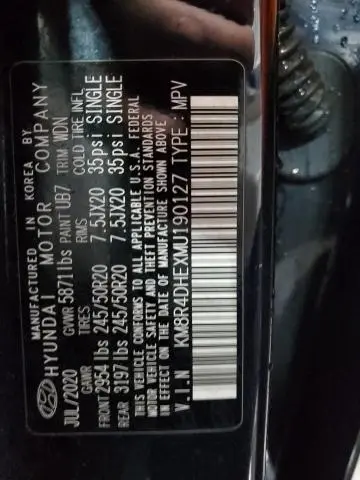 MANUFACTURED IN KOREA BY
HYUNDAI MOTOR COMPANY
JUL/2020 GVWR 5871lbs PAINT UB7 TRIM MDN
GAWR TIRES RIMS COLD TIRE INFL
FRONT 2954 lbs 245/50R20 7.5JX20 35psi SINGLE
REAR 3197 lbs 245/50R20 7.5JX20 35psi SINGLE
THIS VEHICLE CONFORMS TO ALL APPLICABLE U.S.A. FEDERAL
MOTOR VEHICLE SAFETY AND THEFT PREVENTION STANDARDS
IN EFFECT ON THE DATE OF MANUFACTURE SHOWN ABOVE
V.I.N KM8R4DHEXMU190127 TYPE : MPV